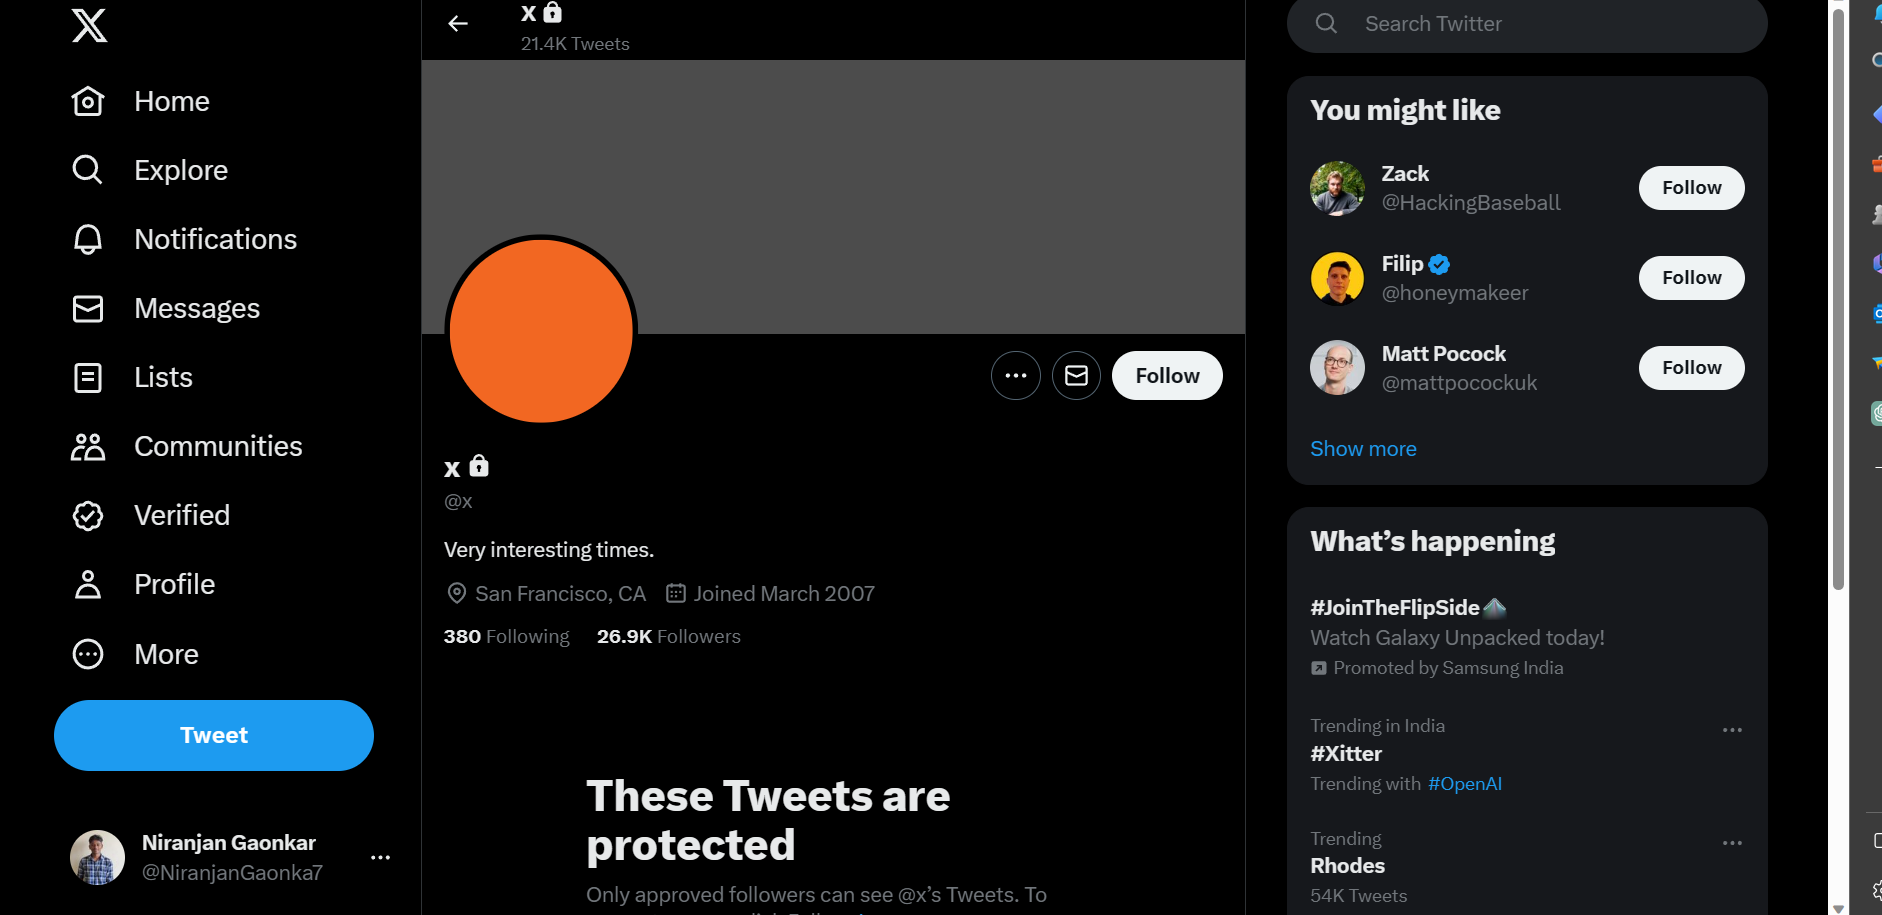 Home
Explore
Notifications
Messages
Lists
Communities
Verified
Profile
More
Tweet
Niranjan Gaonkar
@NiranjanGaonka7
x
21.4K Tweets
Follow
x
@x
Very interesting times.
San Francisco, CA Joined March 2007
380 Following 26.9K Followers
These Tweets are
protected
Only approved followers can see @x’s Tweets. To
Search Twitter
You might like
Zack
@HackingBaseball
Follow
Filip
@honeymakeer
Follow
Matt Pocock
@mattpocockuk
Follow
Show more
What’s happening
#JoinTheFlipSide
Watch Galaxy Unpacked today!
Promoted by Samsung India
Trending in India
#Xitter
Trending with #OpenAI
Trending
Rhodes
54K Tweets